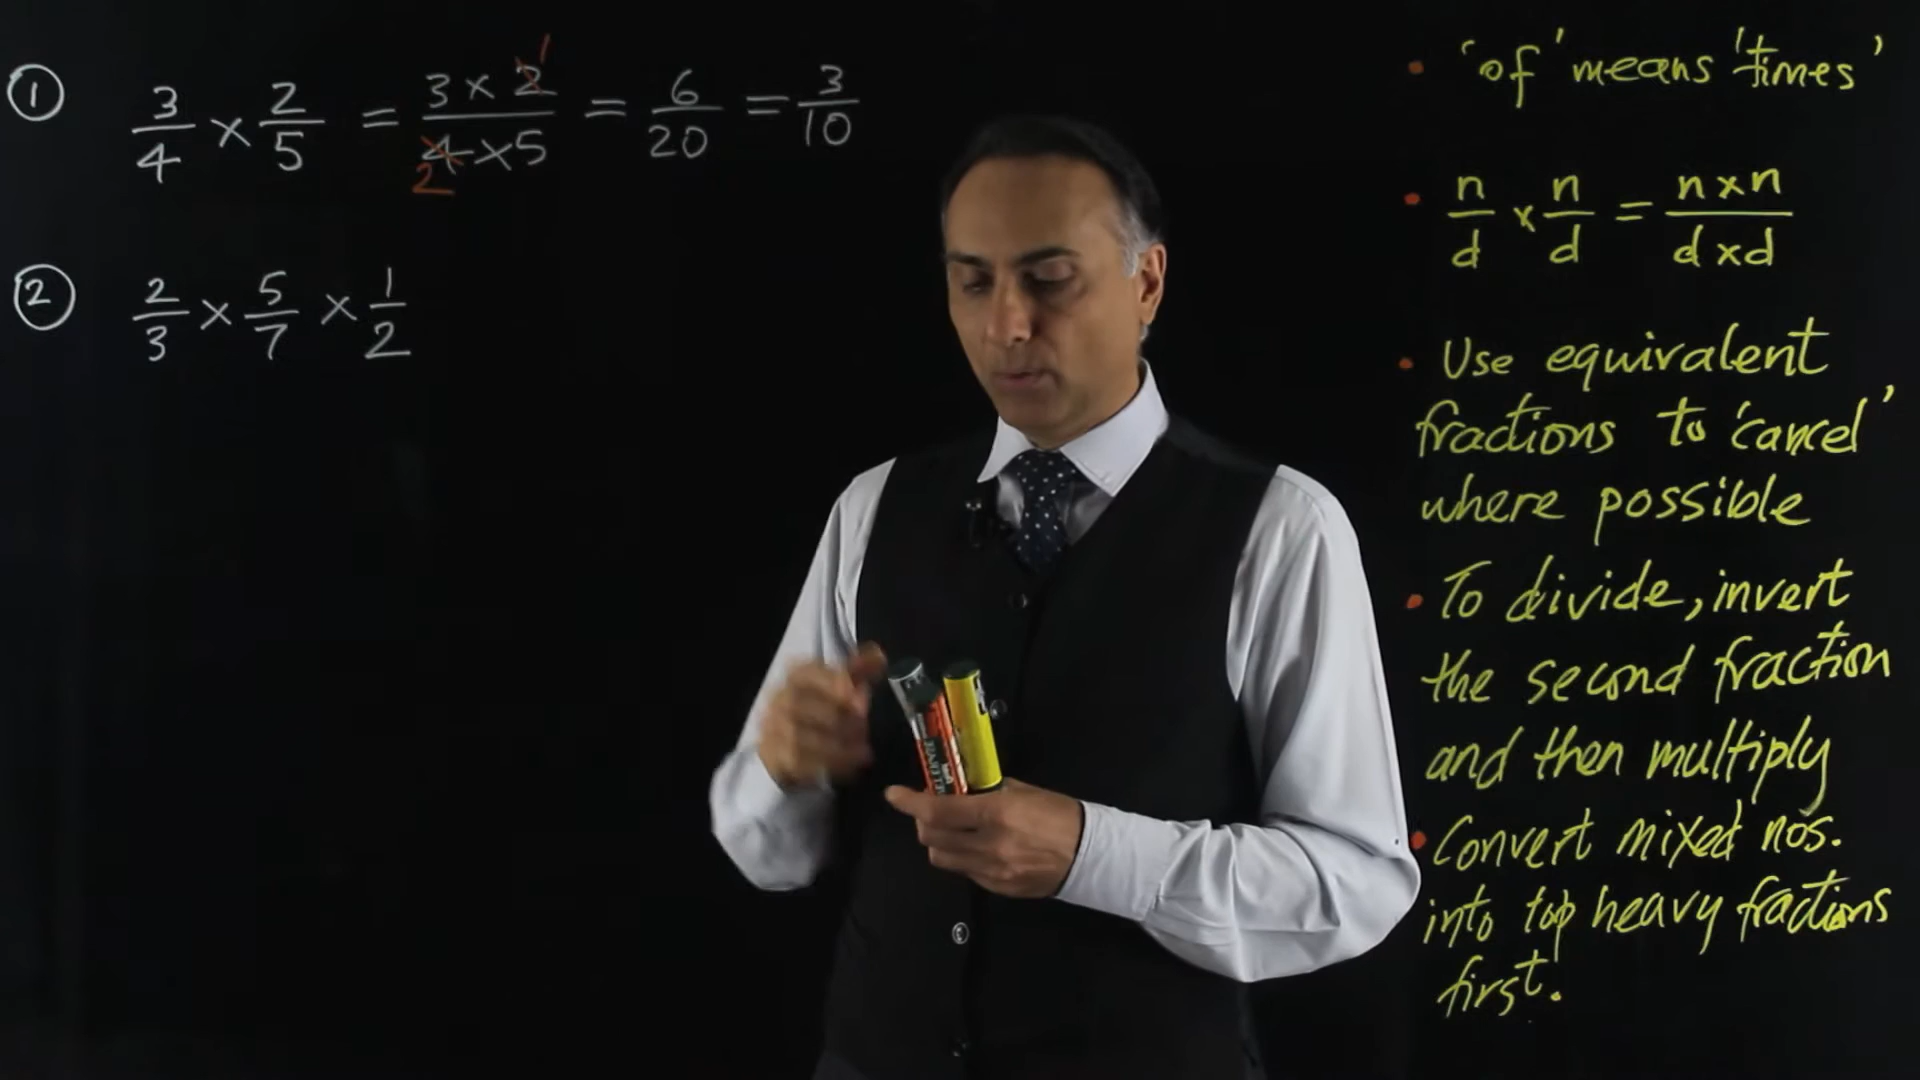 ① 3/4 × 2/5 = 3 × 2 1/4 2 × 5 = 6/20 = 3/10
② 2/3 × 5/7 × 1/2
• 'of' means 'times'
• n/d × n/d = n × n/d × d
• Use equivalent
fractions to 'cancel'
where possible
• To divide, invert
the second fraction
and then multiply
• Convert mixed nos.
into top heavy fractions
first.